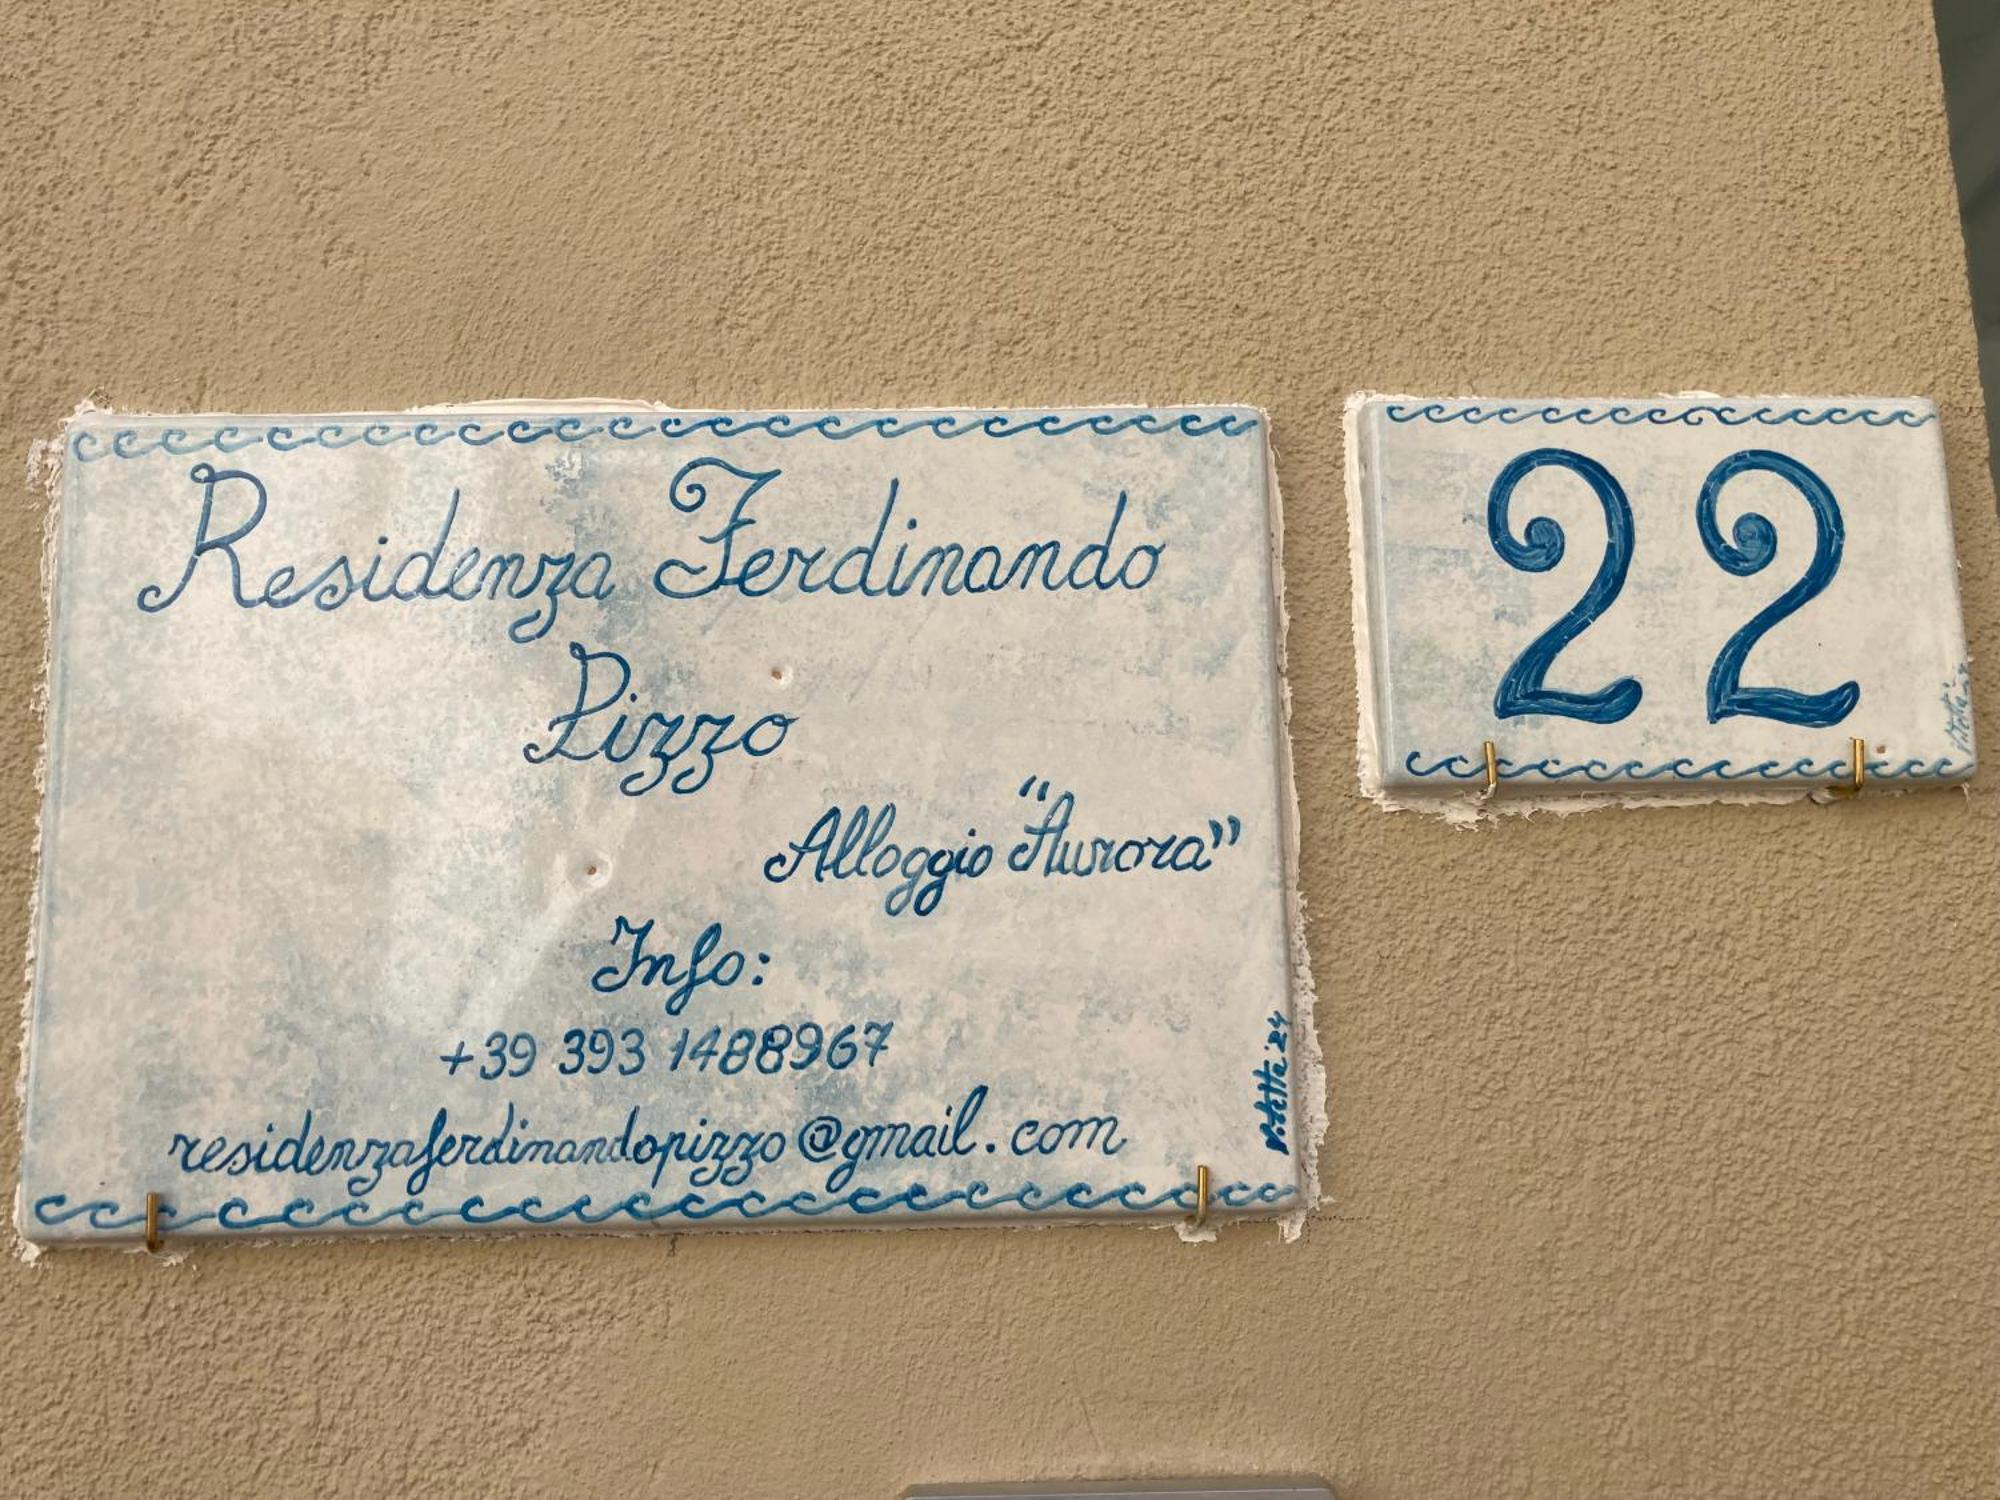 Residenza Ferdinando
Pizzo
Alloggio "Aurora"
Info:
+39 393 1488967
residenzaferdinandopizzo@gmail.com
22